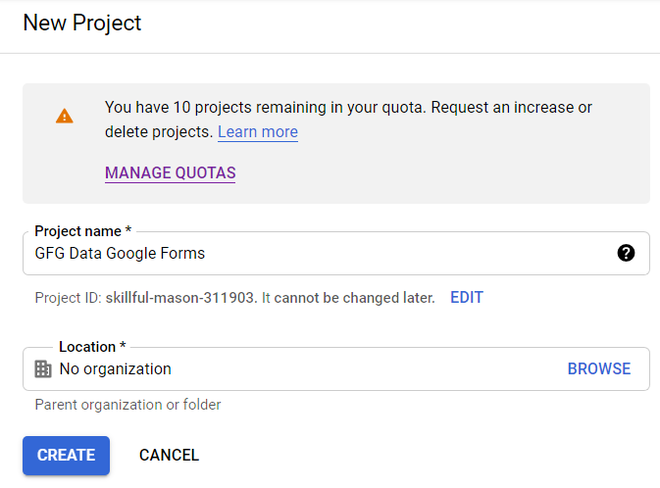 New Project
You have 10 projects remaining in your quota. Request an increase or
delete projects. Learn more
MANAGE QUOTAS
Project name *
GFG Data Google Forms
Project ID: skillful-mason-311903. It cannot be changed later. EDIT
Location *
No organization BROWSE
Parent organization or folder
CREATE CANCEL